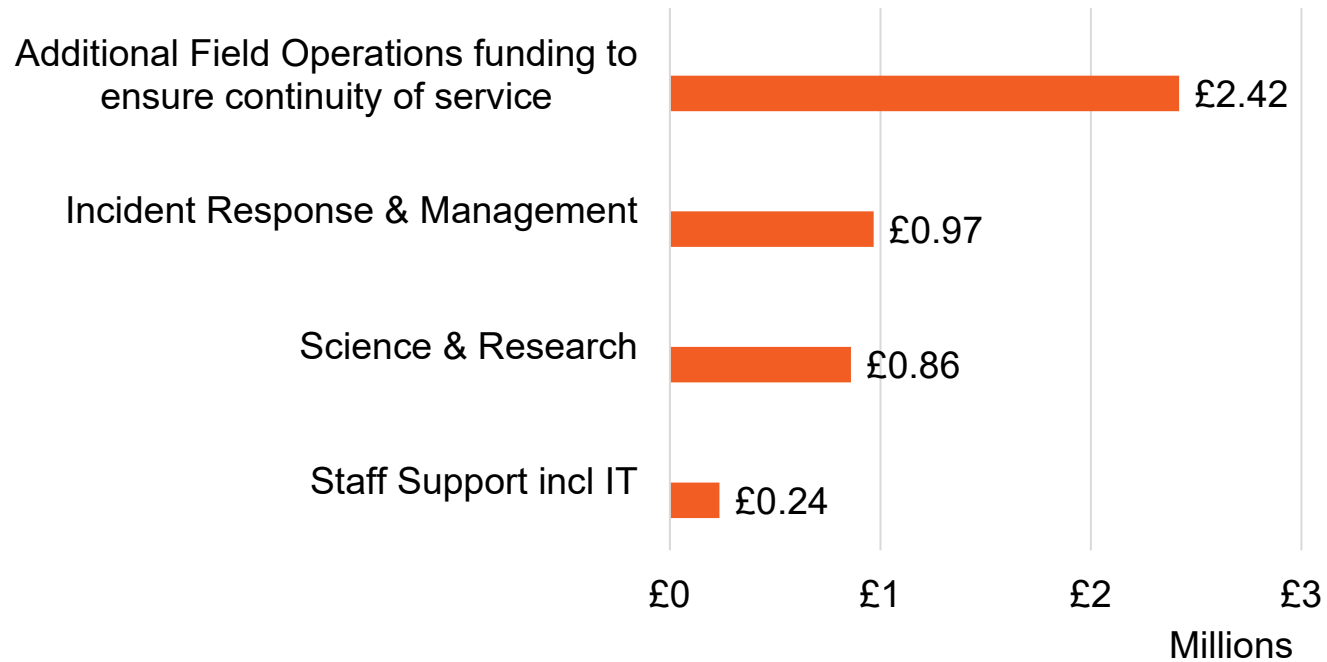 Additional Field Operations funding to
ensure continuity of service
£2.42
Incident Response & Management
£0.97
Science & Research
£0.86
Staff Support incl IT
£0.24
£0 £1 £2 £3
Millions